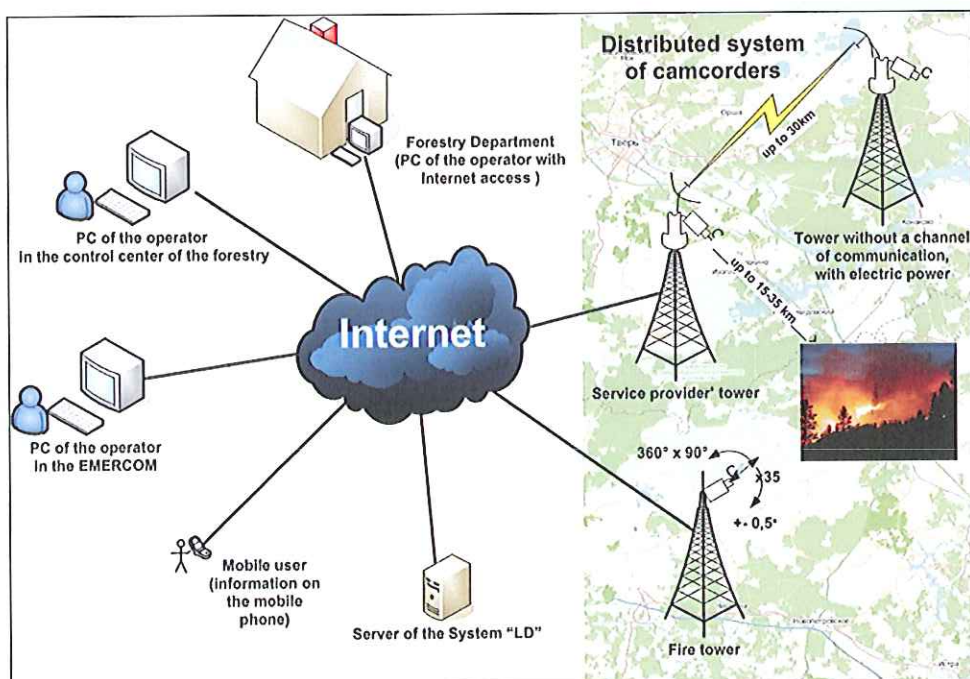 Distributed system
of camcorders
Forestry Department
(PC of the operator with
Internet access )
up to 30km
Тверь
PC of the operator
In the control center of the forestry
Tower without a channel
of communication,
with electric power
up to 15-35 km
Internet
Service provider' tower
PC of the operator
In the EMERCOM
360° x 90°
x35
+- 0,5°
Mobile user
(information on
the mobile
phone)
Server of the System "LD"
Fire tower